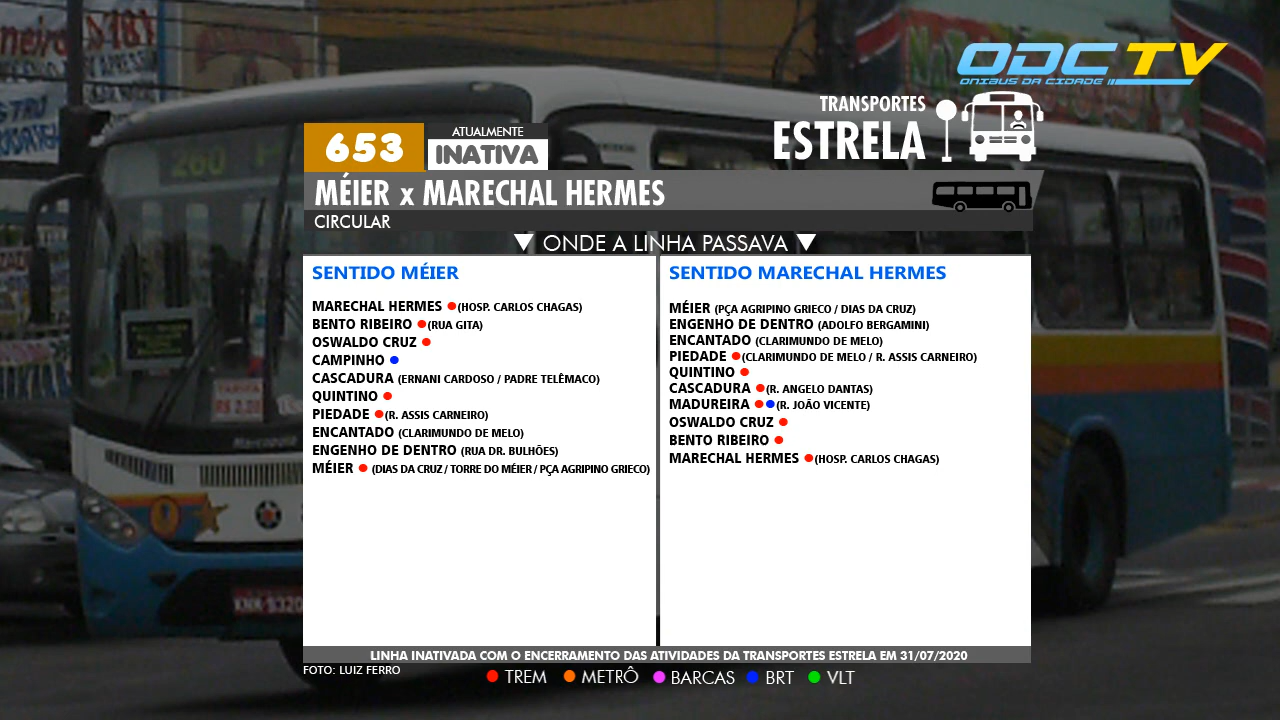 ODC TV
ONIBUS DA CIDADE
TRANSPORTES
ESTRELA
653
ATUALMENTE
INATIVA
MÉIER x MARECHAL HERMES
CIRCULAR
▼ ONDE A LINHA PASSAVA ▼
SENTIDO MÉIER
MARECHAL HERMES (HOSP. CARLOS CHAGAS)
BENTO RIBEIRO (RUA GITA)
OSWALDO CRUZ
CAMPINHO
CASCADURA (ERNANI CARDOSO / PADRE TELÊMACO)
QUINTINO
PIEDADE (R. ASSIS CARNEIRO)
ENCANTADO (CLARIMUNDO DE MELO)
ENGENHO DE DENTRO (RUA DR. BULHÕES)
MÉIER (DIAS DA CRUZ / TORRE DO MÉIER / PÇA AGRIPINO GRIECO)
SENTIDO MARECHAL HERMES
MÉIER (PÇA AGRIPINO GRIECO / DIAS DA CRUZ)
ENGENHO DE DENTRO (ADOLFO BERGAMINI)
ENCANTADO (CLARIMUNDO DE MELO)
PIEDADE (CLARIMUNDO DE MELO / R. ASSIS CARNEIRO)
QUINTINO
CASCADURA (R. ANGELO DANTAS)
MADUREIRA (R. JOÃO VICENTE)
OSWALDO CRUZ
BENTO RIBEIRO
MARECHAL HERMES (HOSP. CARLOS CHAGAS)
LINHA INATIVADA COM O ENCERRAMENTO DAS ATIVIDADES DA TRANSPORTES ESTRELA EM 31/07/2020
FOTO: LUIZ FERRO
TREM METRÔ BARCAS BRT VLT
260
TARIFA
Marcopolo